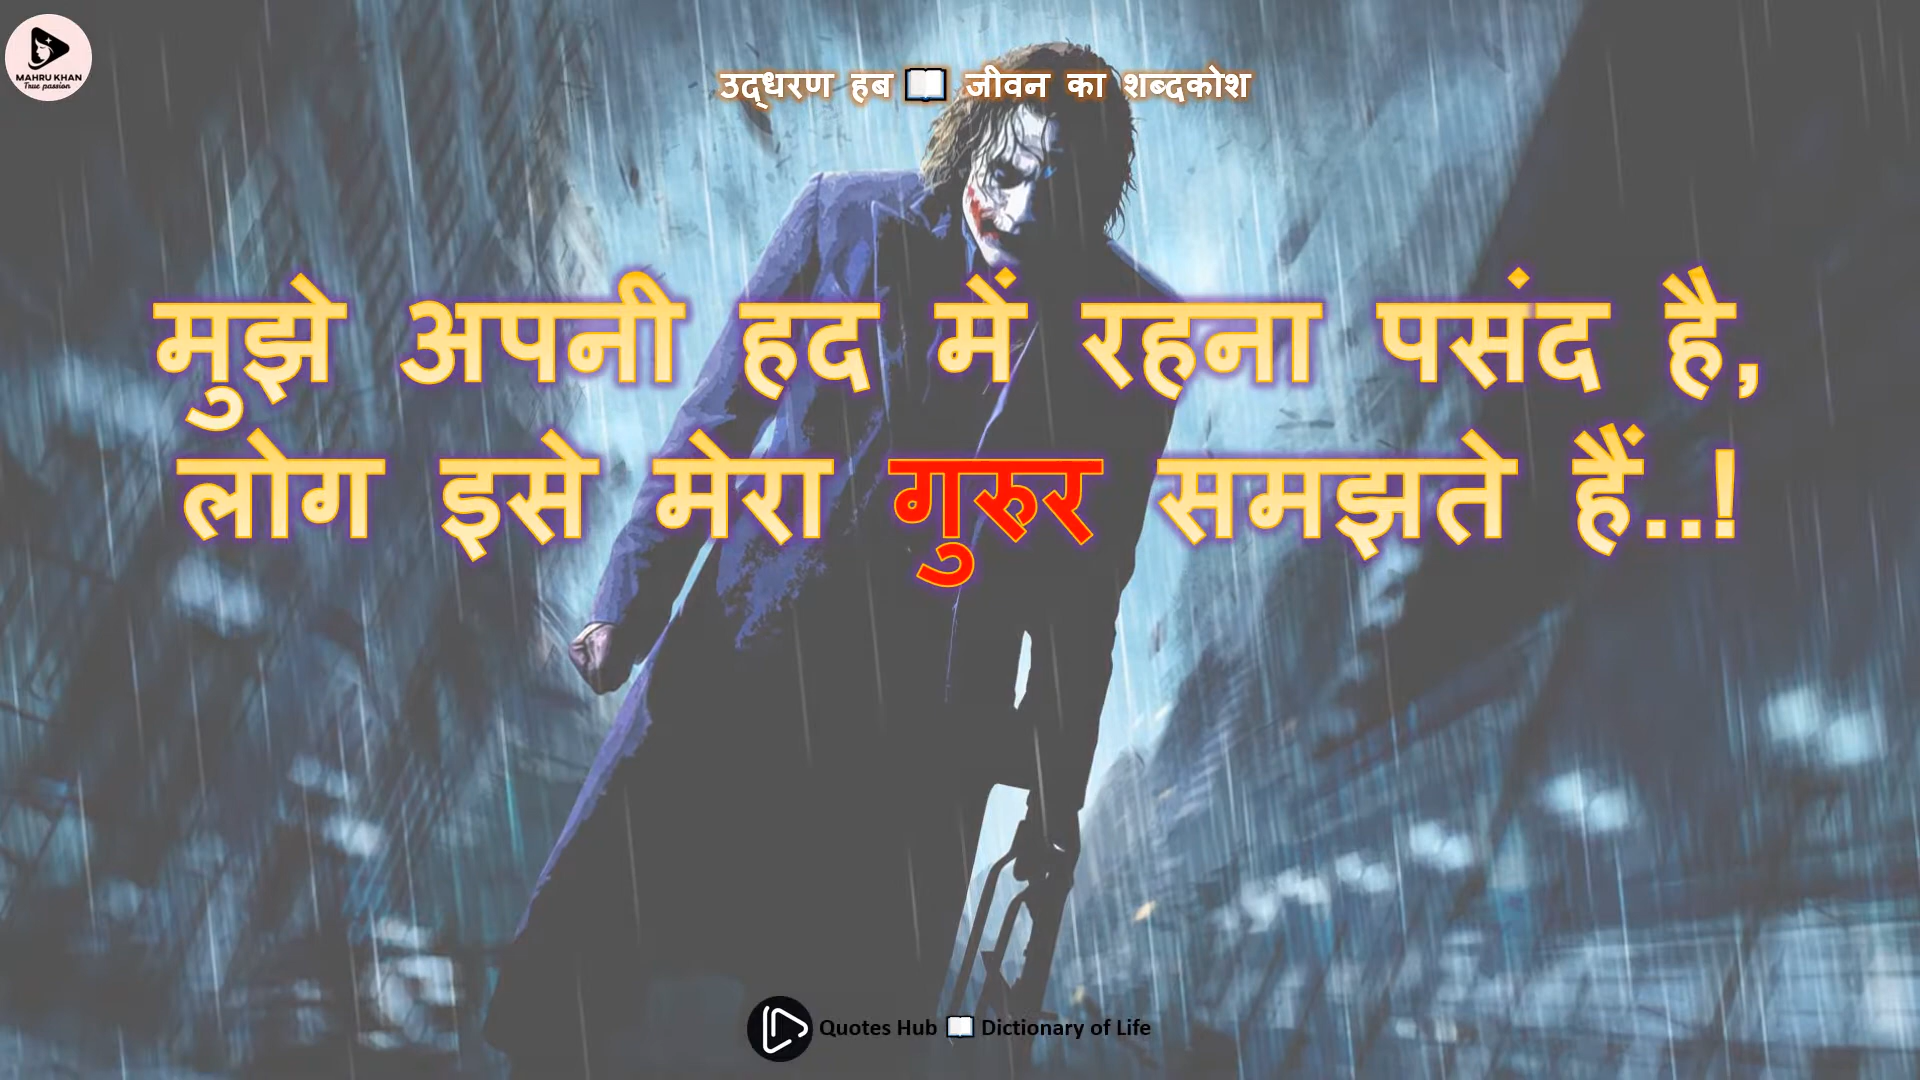 MAHRU KHAN
True passion
उद्धरण हब 📖 जीवन का शब्दकोश
मुझे अपनी हद में रहना पसंद है,
लोग इसे मेरा गुरुर समझते हैं..!
Quotes Hub 📖 Dictionary of Life